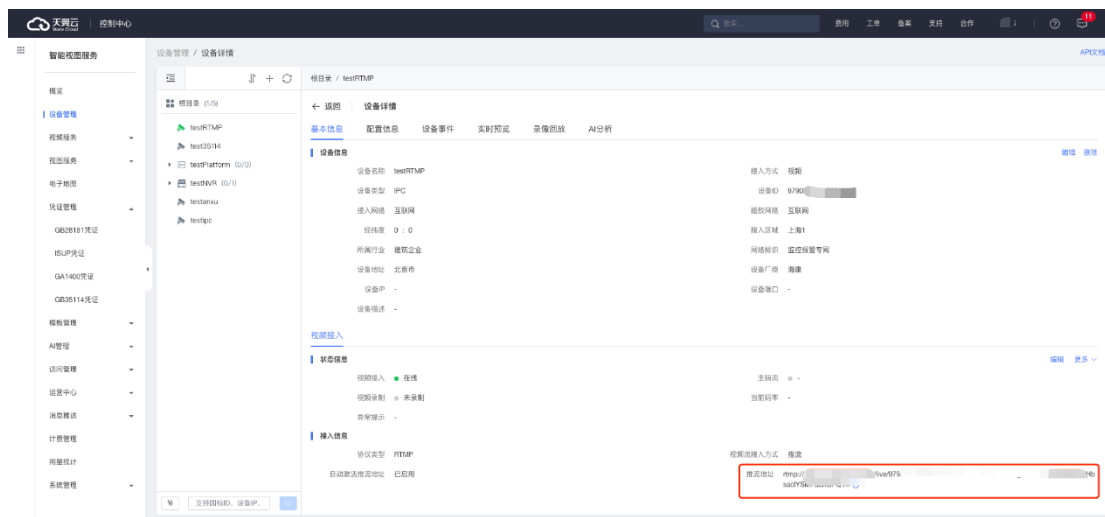 天翼云 控制中心 费用 工单 备案 支持 合作 11
智能视图服务 设备管理 / 设备详情 API文档
根目录 / testRTMP
概览 根目录 (1/5) 返回 设备详情
设备管理 testRTMP 基本信息 配置信息 设备事件 实时预览 录像回放 AI分析
视频服务 test35114 设备信息 编辑 删除
视图服务 testPlatform (0/0) 设备名称 testRTMP 接入方式 视频
电子地图 testNVR (0/1) 设备类型 IPC 设备ID 9790
凭证管理 testanxu 接入网络 互联网 播放网络 互联网
GB28181凭证 testipc 经纬度 0 : 0 接入区域 上海1
ISUP凭证 所属行业 建筑企业 网络标识 监控报警专网
GA1400凭证 设备地址 北京市 设备厂商 海康
GB35114凭证 设备IP - 设备端口 -
设备描述 -
模板管理 视频接入
AI管理 状态信息 编辑 更多
访问管理 视频接入 在线 主码流 -
运营中心 视频录制 未录制 当前码率 -
消息推送 异常提示 -
计费管理 接入信息
用量统计 协议类型 RTMP 视频流接入方式 推流
系统管理 自动激活推流地址 已启用 推流地址 rtmp:// /live/979
支持国标ID、设备IP、